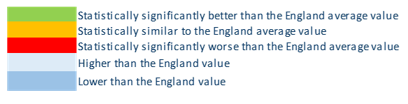 Statistically significantly better than the England average value
Statistically similar to the England average value
Statistically significantly worse than the England average value
Higher than the England value
Lower than the England value